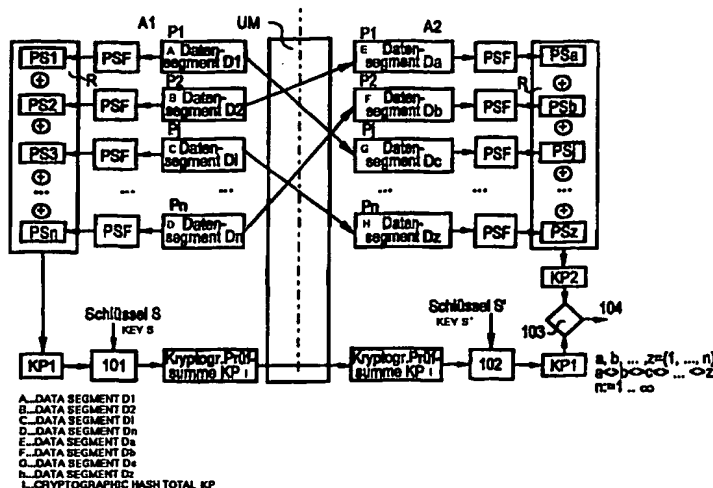 A1
UM
A2
P1
P1
PS1
PSF
A Daten-
segment D1
E Daten-
segment Da
PSF
PSa
R
R
P2
P2
PS2
PSF
B Daten-
segment D2
F Daten-
segment Db
PSF
PSb
Pj
Pj
PS3
PSF
C Daten-
segment Di
G Daten-
segment Dc
PSF
PSj
...
...
...
...
...
...
Pn
Pn
PSn
PSF
D Daten-
segment Dn
H Daten-
segment Dz
PSF
PSz
KP2
Schlüssel S
KEY S
Schlüssel S'
KEY S'
103
104
KP1
101
Kryptogr.Prüf-
summe KP I
Kryptogr.Prüf-
summe KP I
102
KP1
a, b, ... ,z={1, ..., n}
a<>b<>c<> ... <>z
n:=1 .. ∞
A...DATA SEGMENT D1
B...DATA SEGMENT D2
C...DATA SEGMENT DI
D...DATA SEGMENT Dn
E...DATA SEGMENT Da
F...DATA SEGMENT Db
G...DATA SEGMENT Dc
h...DATA SEGMENT Dz
I...CRYPTOGRAPHIC HASH TOTAL KP